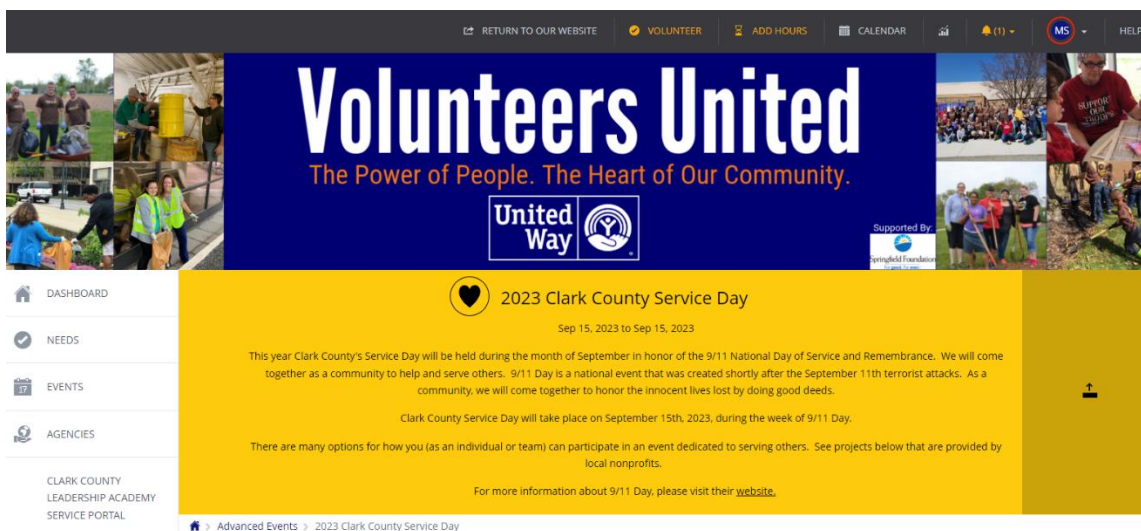 RETURN TO OUR WEBSITE VOLUNTEER ADD HOURS CALENDAR (1) MS HELP
Volunteers United
The Power of People. The Heart of Our Community.
United
Way
Supported By:
Springfield Foundation
SUPPORT
OUR
TROOPS
DASHBOARD
NEEDS
17
EVENTS
AGENCIES
CLARK COUNTY
LEADERSHIP ACADEMY
SERVICE PORTAL
2023 Clark County Service Day
Sep 15, 2023 to Sep 15, 2023
This year Clark County's Service Day will be held during the month of September in honor of the 9/11 National Day of Service and Remembrance. We will come
together as a community to help and serve others. 9/11 Day is a national event that was created shortly after the September 11th terrorist attacks. As a
community, we will come together to honor the innocent lives lost by doing good deeds.
Clark County Service Day will take place on September 15th, 2023, during the week of 9/11 Day.
There are many options for how you (as an individual or team) can participate in an event dedicated to serving others. See projects below that are provided by
local nonprofits.
For more information about 9/11 Day, please visit their website.
> Advanced Events > 2023 Clark County Service Day